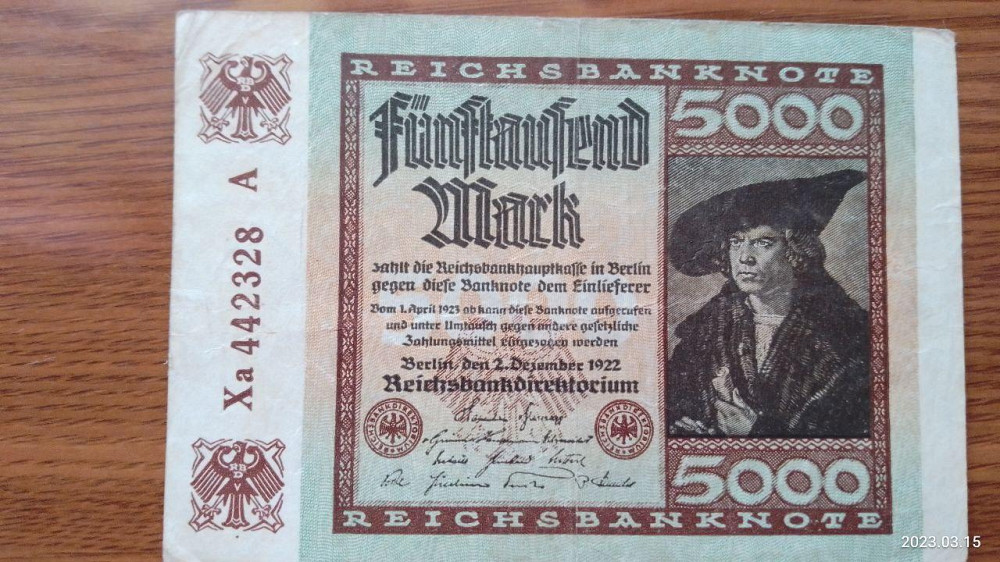 REICHSBANKNOTE
5000
Fünftausend
Mark
zahlt die Reichsbankhauptkasse in Berlin
gegen diese Banknote dem Einlieferer
Vom 1. April 1923 ab kann diese Banknote aufgerufen
und unter Umtausch gegen andere gesetzliche
Zahlungsmittel eingezogen werden
Berlin, den 2. Dezember 1922
Reichsbankdirektorium
5000
REICHSBANKNOTE
Xa 442328 A
RBD
RBD
2023.03.15